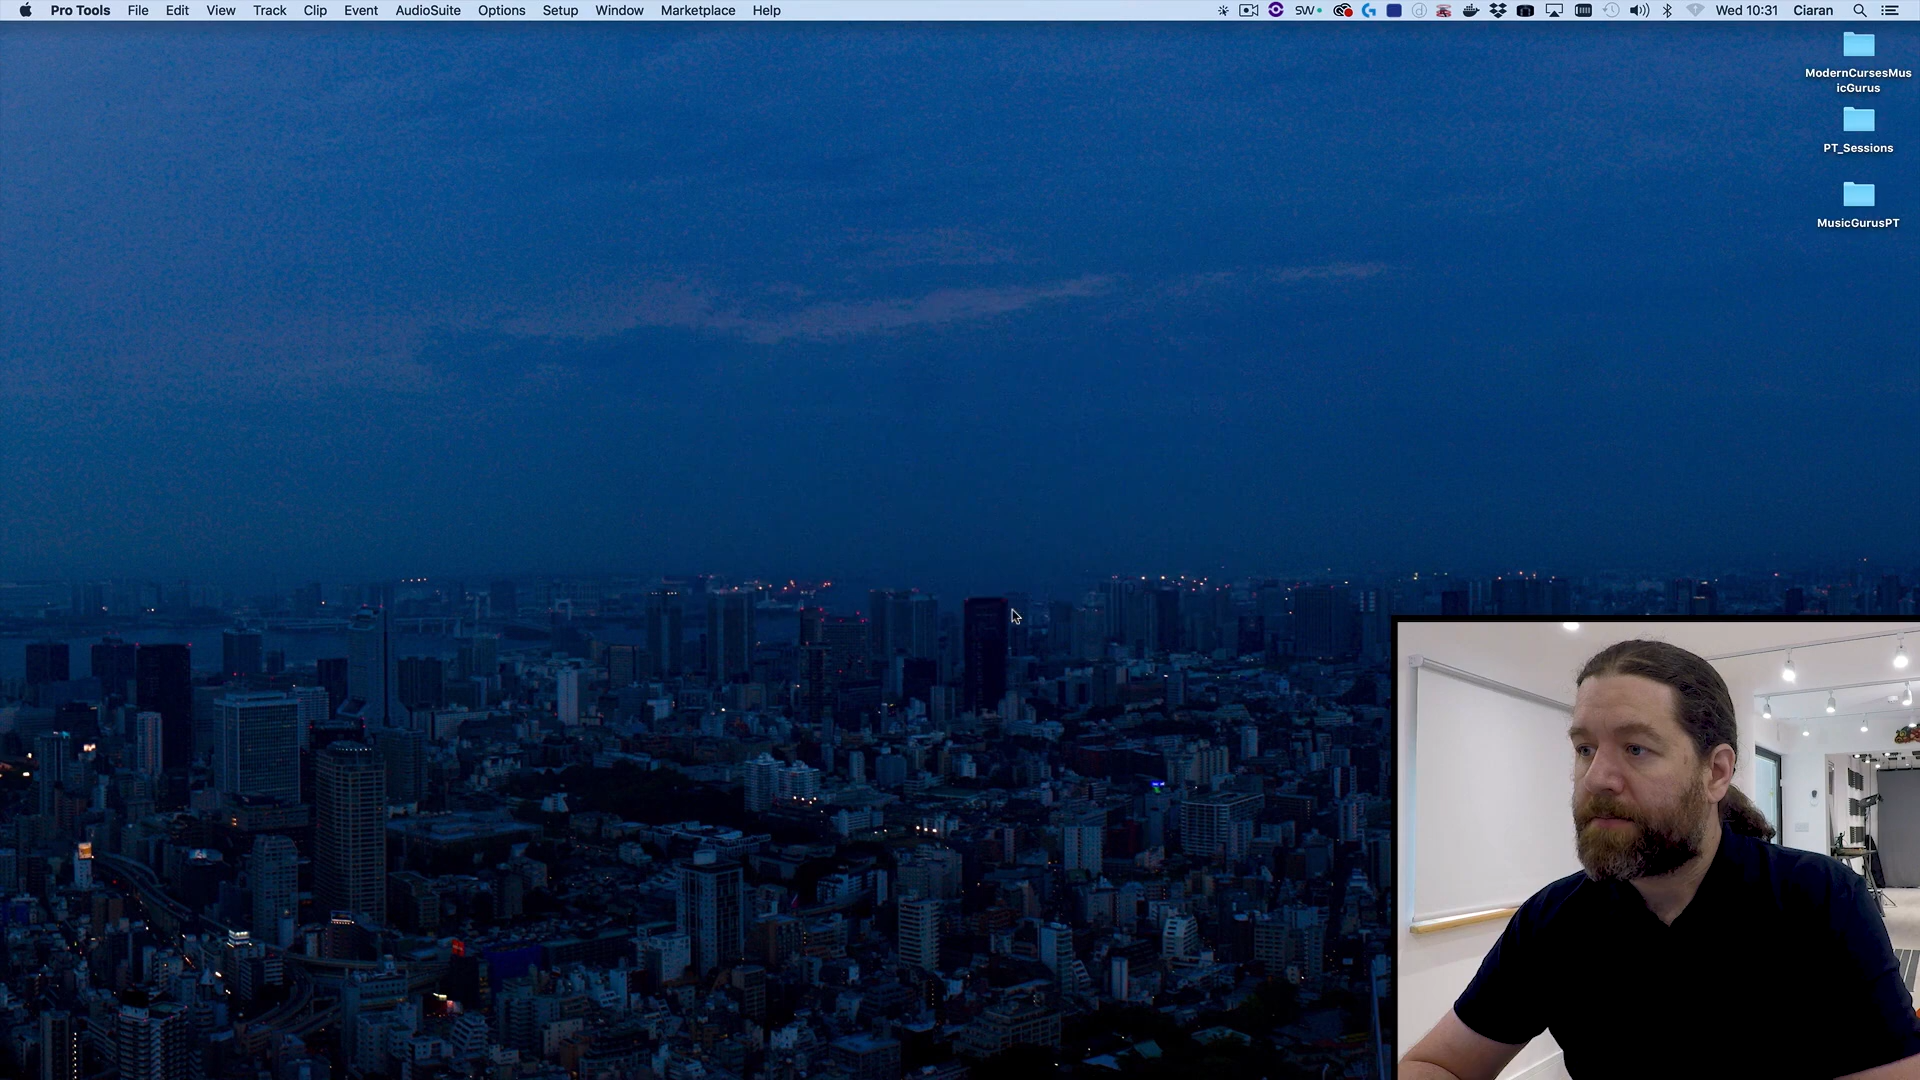 Pro Tools File Edit View Track Clip Event AudioSuite Options Setup Window Marketplace Help SW Wed 10:31 Ciaran
ModernCursesMus
icGurus
PT_Sessions
MusicGurusPT